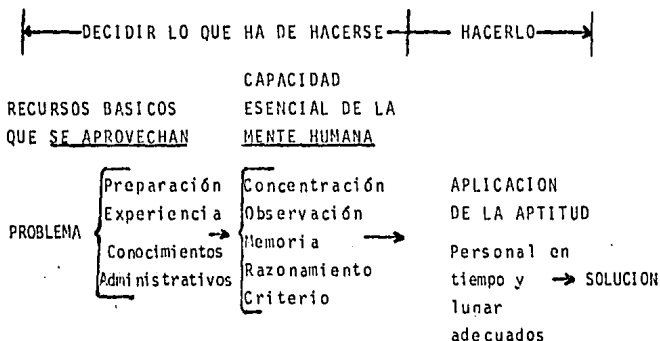 DECIDIR LO QUE HA DE HACERSE HACERLO
CAPACIDAD
RECURSOS BASICOS ESENCIAL DE LA
QUE SE APROVECHAN MENTE HUMANA
Preparación Concentración APLICACION
Experiencia Observación DE LA APTITUD
PROBLEMA Memoria
Conocimientos Razonamiento Personal en
Administrativos Criterio tiempo y SOLUCION
lugar
adecuados